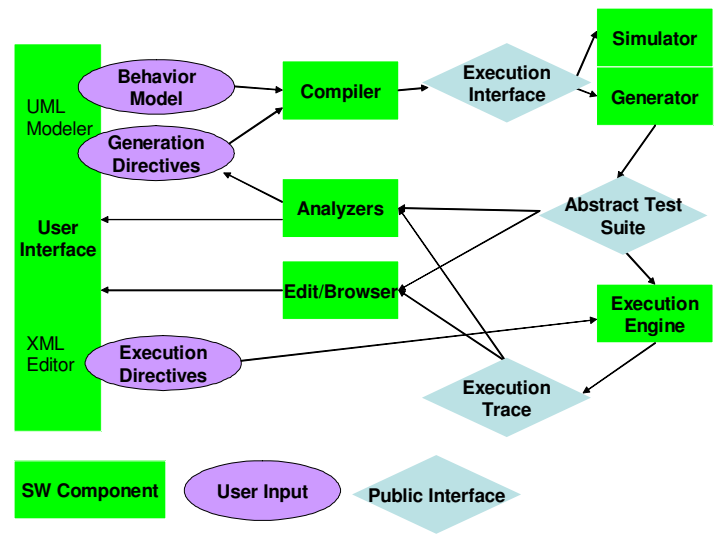 Simulator
Behavior
Model
Execution
Interface
Compiler
Generator
UML
Modeler
Generation
Directives
Analyzers
Abstract Test
Suite
User
Interface
Edit/Browser
Execution
Engine
XML
Editor
Execution
Directives
Execution
Trace
SW Component
User Input
Public Interface